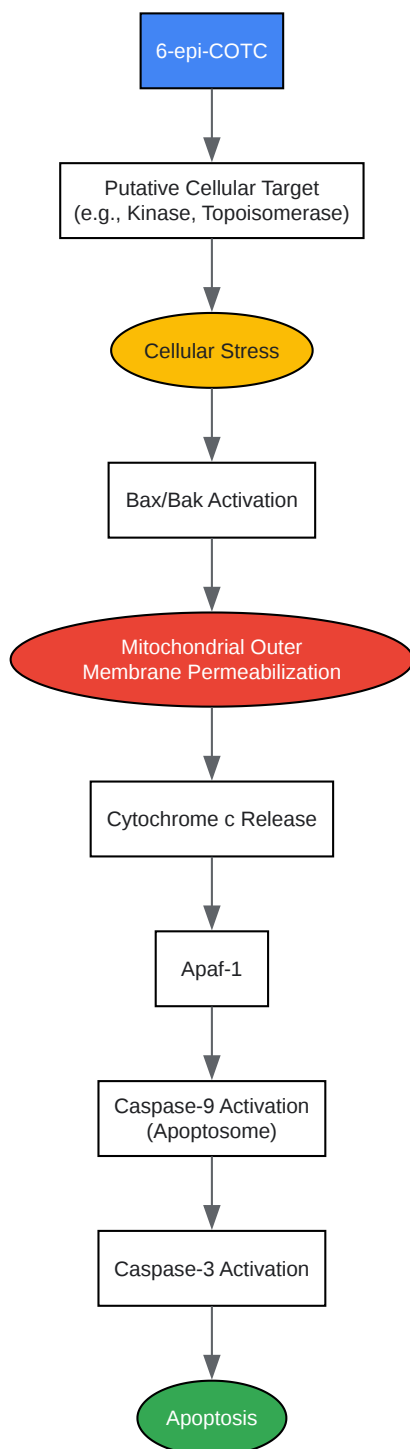 6-epi-COTC
Putative Cellular Target
(e.g., Kinase, Topoisomerase)
Cellular Stress
Bax/Bak Activation
Mitochondrial Outer
Membrane Permeabilization
Cytochrome c Release
Apaf-1
Caspase-9 Activation
(Apoptosome)
Caspase-3 Activation
Apoptosis